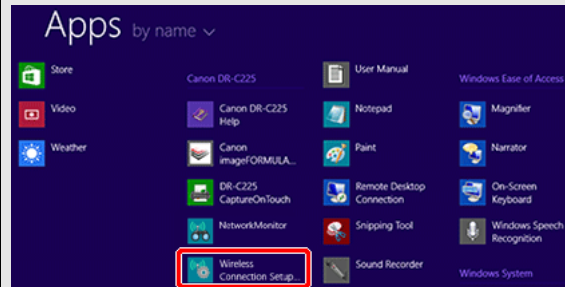 Apps by name
Store
Video
Weather
Canon DR-C225
Canon DR-C225
Help
Canon
imageFORMULA...
DR-C225
CaptureOnTouch
NetworkMonitor
Wireless
Connection Setup...
User Manual
Notepad
Paint
Remote Desktop
Connection
Snipping Tool
Sound Recorder
Windows Ease of Access
Magnifier
Narrator
On-Screen
Keyboard
Windows Speech
Recognition
Windows System